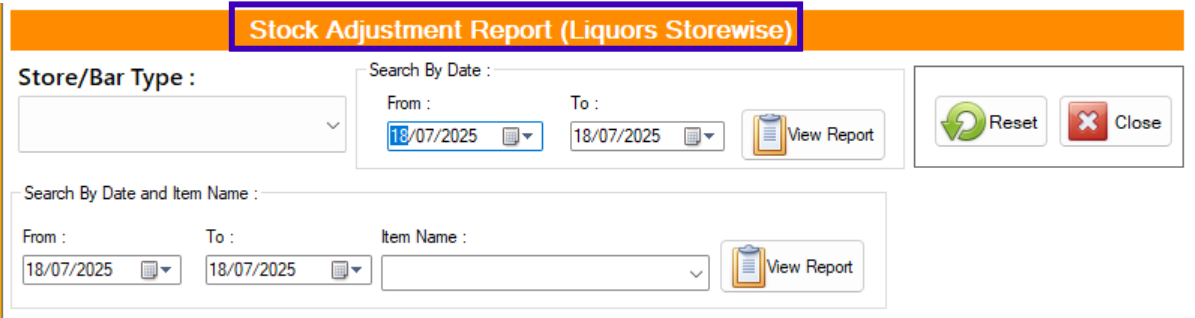 Stock Adjustment Report (Liquors Storewise)
Store/Bar Type :
Search By Date :
From :
To :
18/07/2025
18/07/2025
View Report
Reset
Close
Search By Date and Item Name :
From :
To :
Item Name :
18/07/2025
18/07/2025
View Report